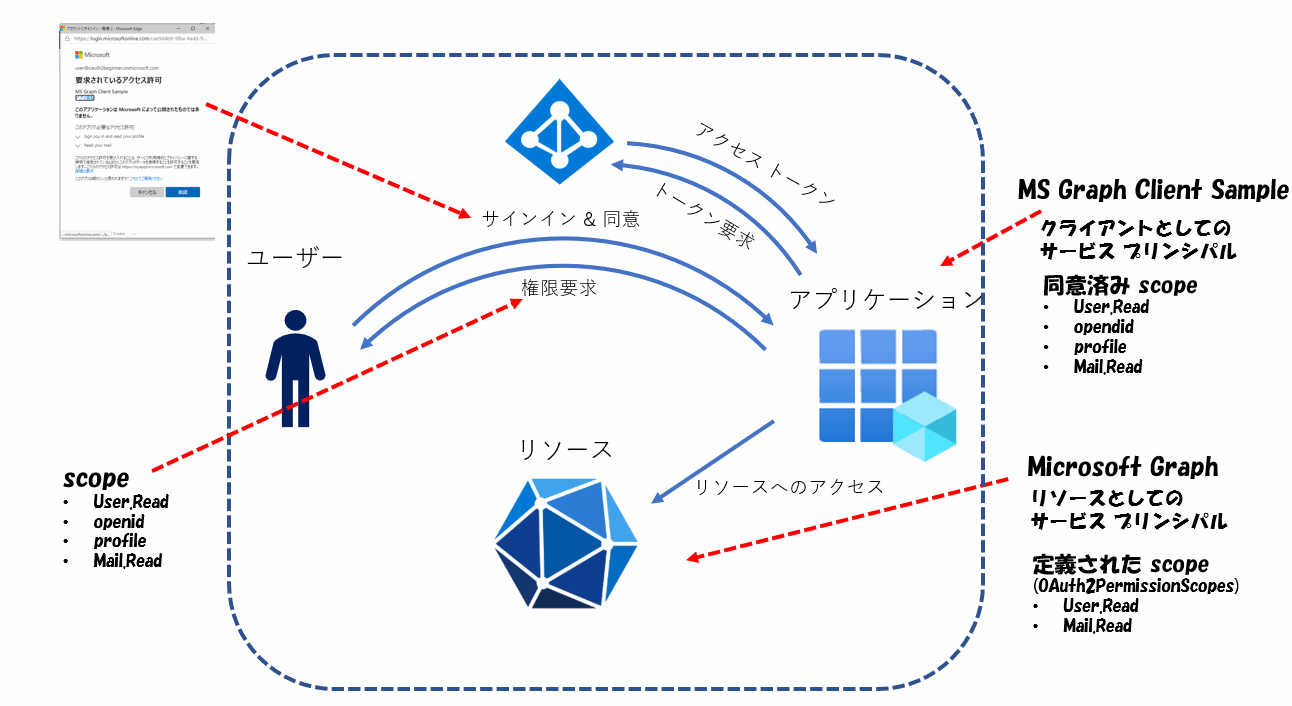 アカウントにサインイン - 職場 2 - Microsoft Edge
Microsoft
user@oauth2beginner.onmicrosoft.com
要求されているアクセス許可
MS Graph Client Sample
このアプリケーションは Microsoft によって公開されたものではあ
りません。
このアプリで必要なアクセス許可:
Sign you in and read your profile
Read your mail
キャンセル
承諾
アクセス トークン
トークン要求
サインイン & 同意
権限要求
ユーザー
アプリケーション
リソース
リソースへのアクセス
MS Graph Client Sample
クライアントとしての
サービス プリンシパル
同意済み scope
• User.Read
• opendid
• profile
• Mail.Read
scope
• User.Read
• openid
• profile
• Mail.Read
Microsoft Graph
リソースとしての
サービス プリンシパル
定義された scope
(OAuth2PermissionScopes)
• User.Read
• Mail.Read